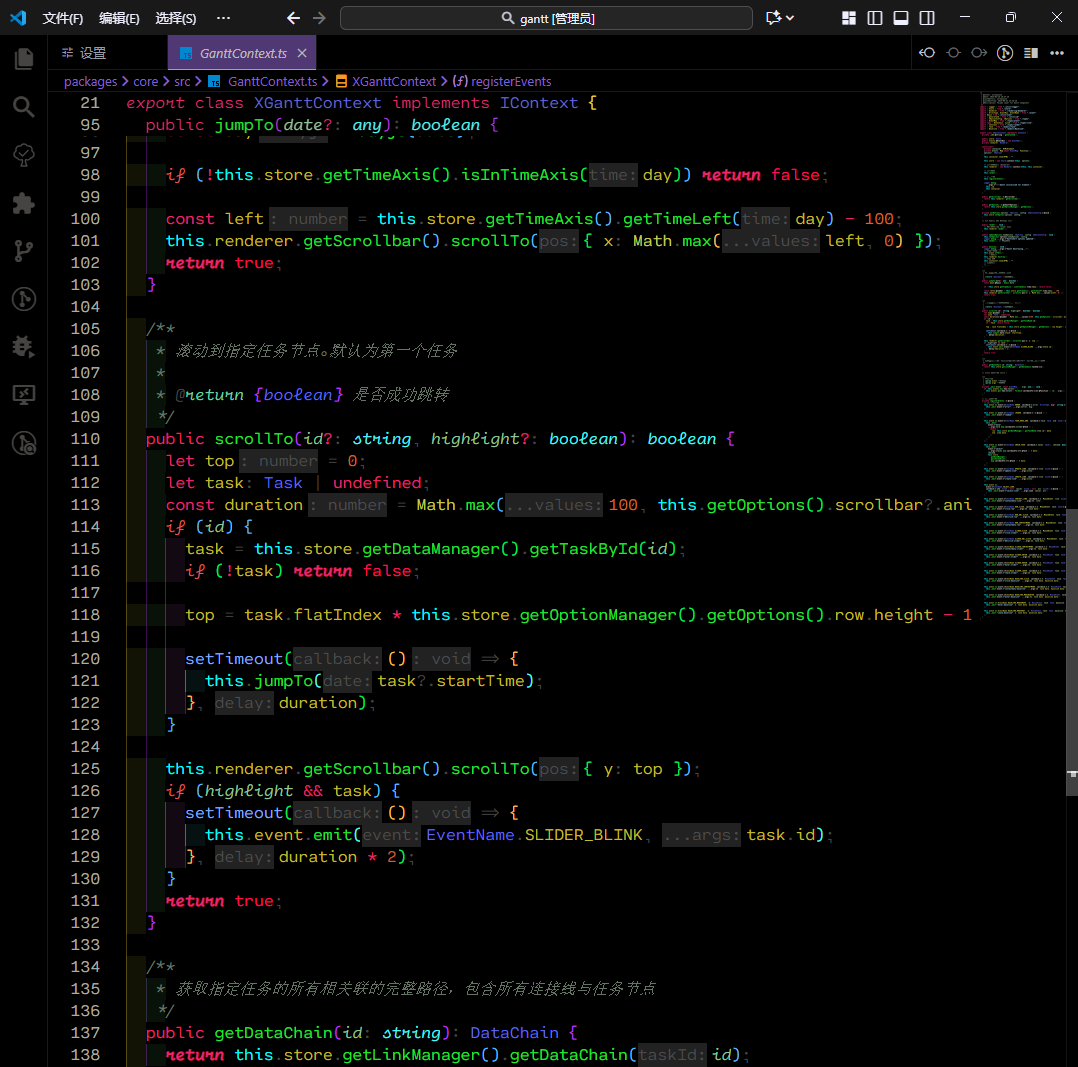 文件(F) 编辑(E) 选择(S) ··· gantt [管理员]
设置 GanttContext.ts
packages > core > src > GanttContext.ts > XGanttContext > registerEvents
21 export class XGanttContext implements IContext {
95 public jumpTo(date?: any): boolean {
97
98 if (!this.store.getTimeAxis().isInTimeAxis(time: day)) return false;
99
100 const left: number = this.store.getTimeAxis().getTimeLeft(time: day) - 100;
101 this.renderer.getScrollbar().scrollTo(pos: { x: Math.max(...values: left, 0) });
102 return true;
103 }
104
105 /**
106 * 滚动到指定任务节点。默认为第一个任务
107 *
108 * @return {boolean} 是否成功跳转
109 */
110 public scrollTo(id?: string, highlight?: boolean): boolean {
111 let top: number = 0;
112 let task: Task | undefined;
113 const duration: number = Math.max(...values: 100, this.getOptions().scrollbar?.ani
114 if (id) {
115 task = this.store.getDataManager().getTaskById(id);
116 if (!task) return false;
117
118 top = task.flatIndex * this.store.getOptionManager().getOptions().row.height - 1
119
120 setTimeout(callback: (): void => {
121 this.jumpTo(date: task?.startTime);
122 }, delay: duration);
123 }
124
125 this.renderer.getScrollbar().scrollTo(pos: { y: top });
126 if (highlight && task) {
127 setTimeout(callback: (): void => {
128 this.event.emit(event: EventName.SLIDER_BLINK, ...args: task.id);
129 }, delay: duration * 2);
130 }
131 return true;
132 }
133
134 /**
135 * 获取指定任务的所有相关联的完整路径，包含所有连接线与任务节点
136 */
137 public getDataChain(id: string): DataChain {
138 return this.store.getLinkManager().getDataChain(taskId: id);